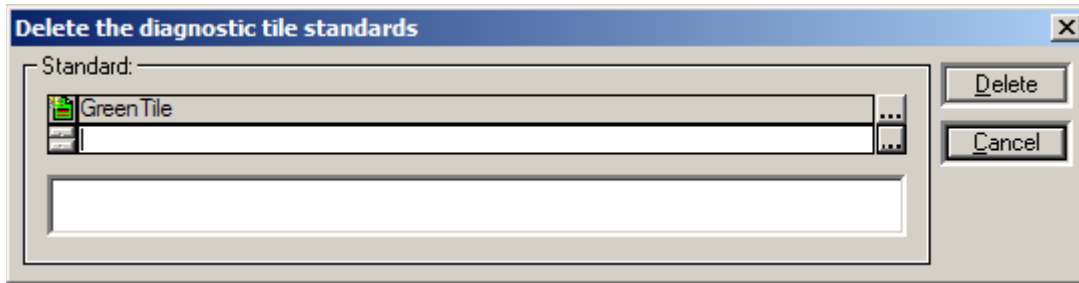 Delete the diagnostic tile standards
Standard:
GreenTile
...
...
Delete
Cancel